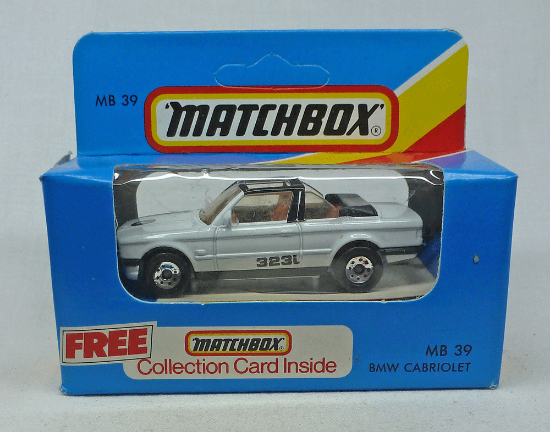 MB 39
"MATCHBOX"®
323i
FREE
"MATCHBOX"
Collection Card Inside
MB 39
BMW CABRIOLET